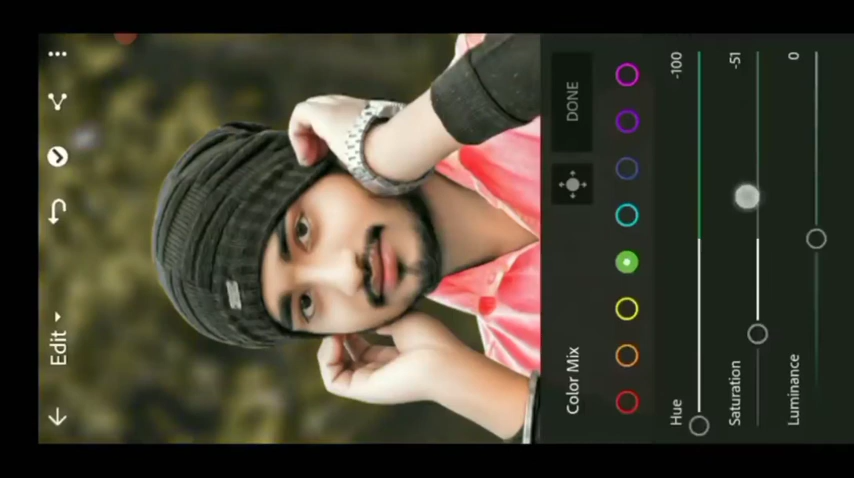 Edit
Color Mix
DONE
Hue
-100
Saturation
-51
Luminance
0